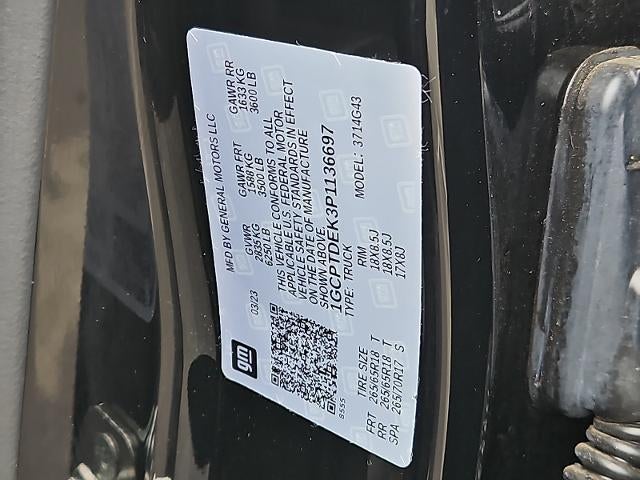 gm
MFD BY GENERAL MOTORS LLC
03/23
GVWR GAWR FRT GAWR RR
2835 KG 1588 KG 1633 KG
6250 LB 3500 LB 3600 LB
THIS VEHICLE CONFORMS TO ALL
APPLICABLE U.S. FEDERAL MOTOR
VEHICLE SAFETY STANDARDS IN EFFECT
ON THE DATE OF MANUFACTURE
SHOWN ABOVE.
1GCPTDEK3P1136697
TYPE: TRUCK MODEL: 3714G43
8555
TIRE SIZE RIM
FRT 265/65R18 T 18X8.5J
RR 265/65R18 T 18X8.5J
SPA 265/70R17 S 17X8J